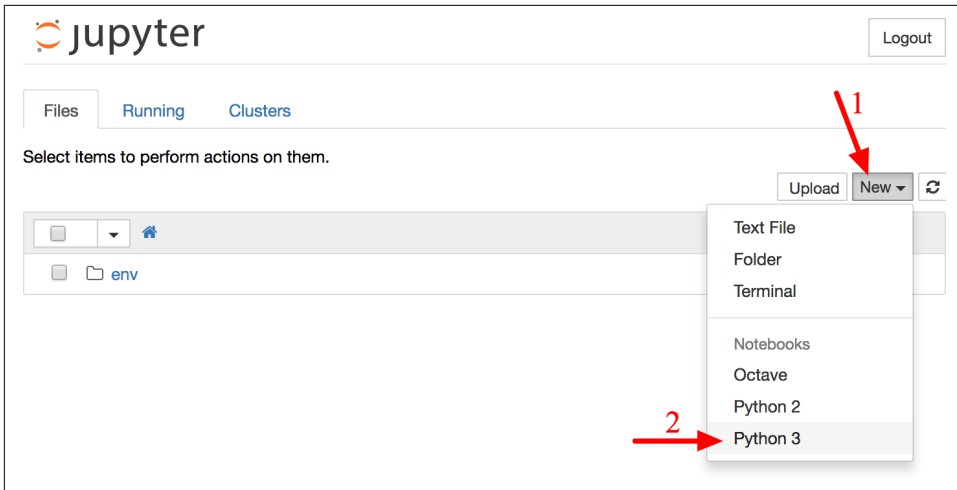 jupyter
Logout
1
Files Running Clusters
Select items to perform actions on them.
Upload New
env
Text File
Folder
Terminal
Notebooks
Octave
Python 2
2
Python 3